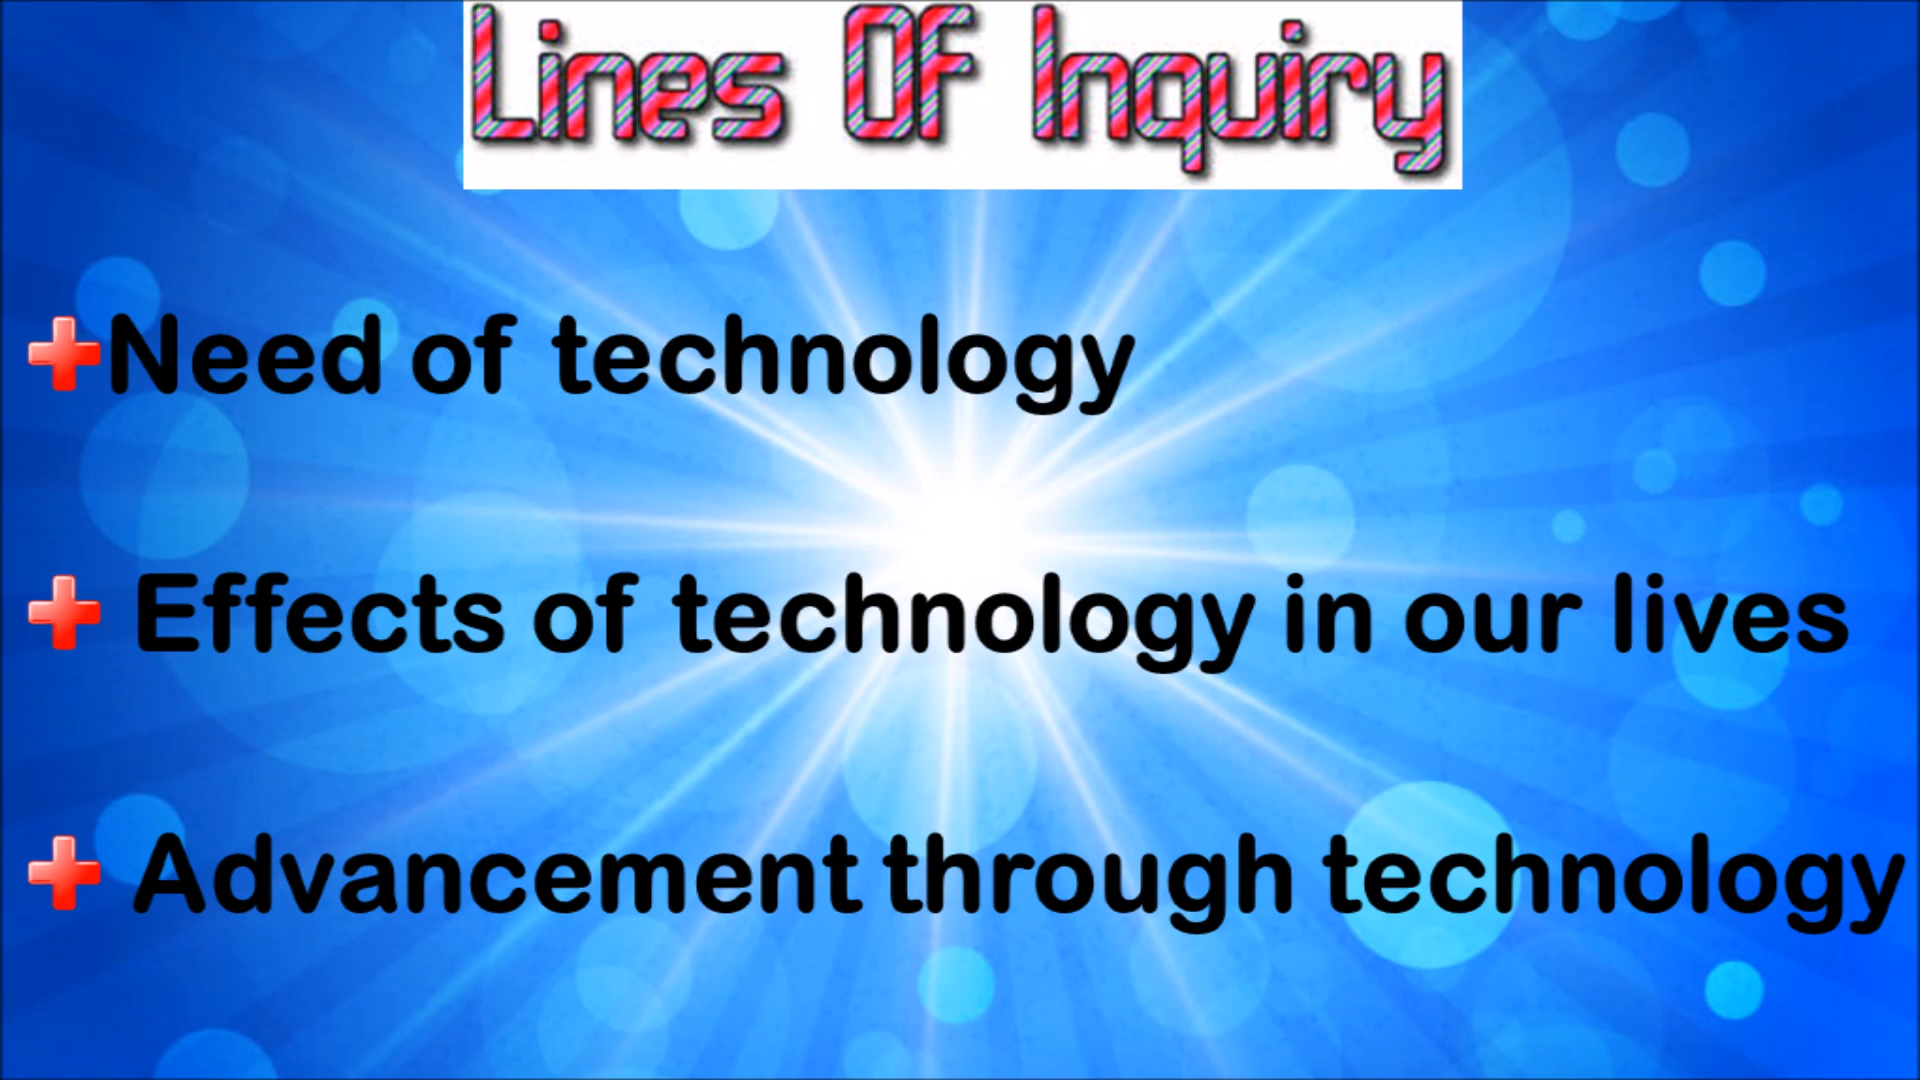 Lines Of Inquiry
Need of technology
Effects of technology in our lives
Advancement through technology